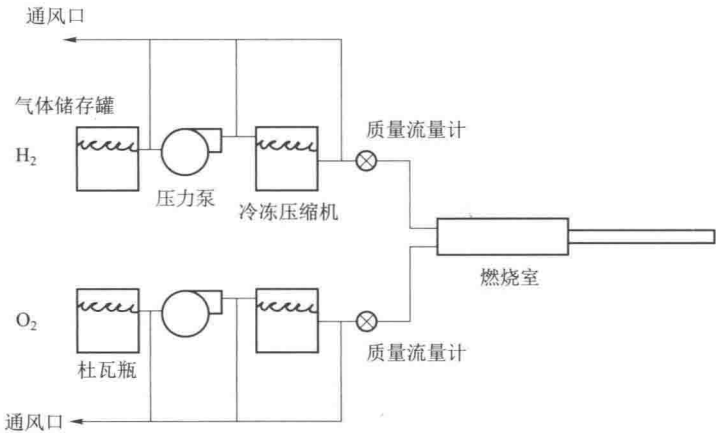 通风口
气体储存罐
H₂
质量流量计
压力泵
冷冻压缩机
燃烧室
O₂
杜瓦瓶
质量流量计
通风口